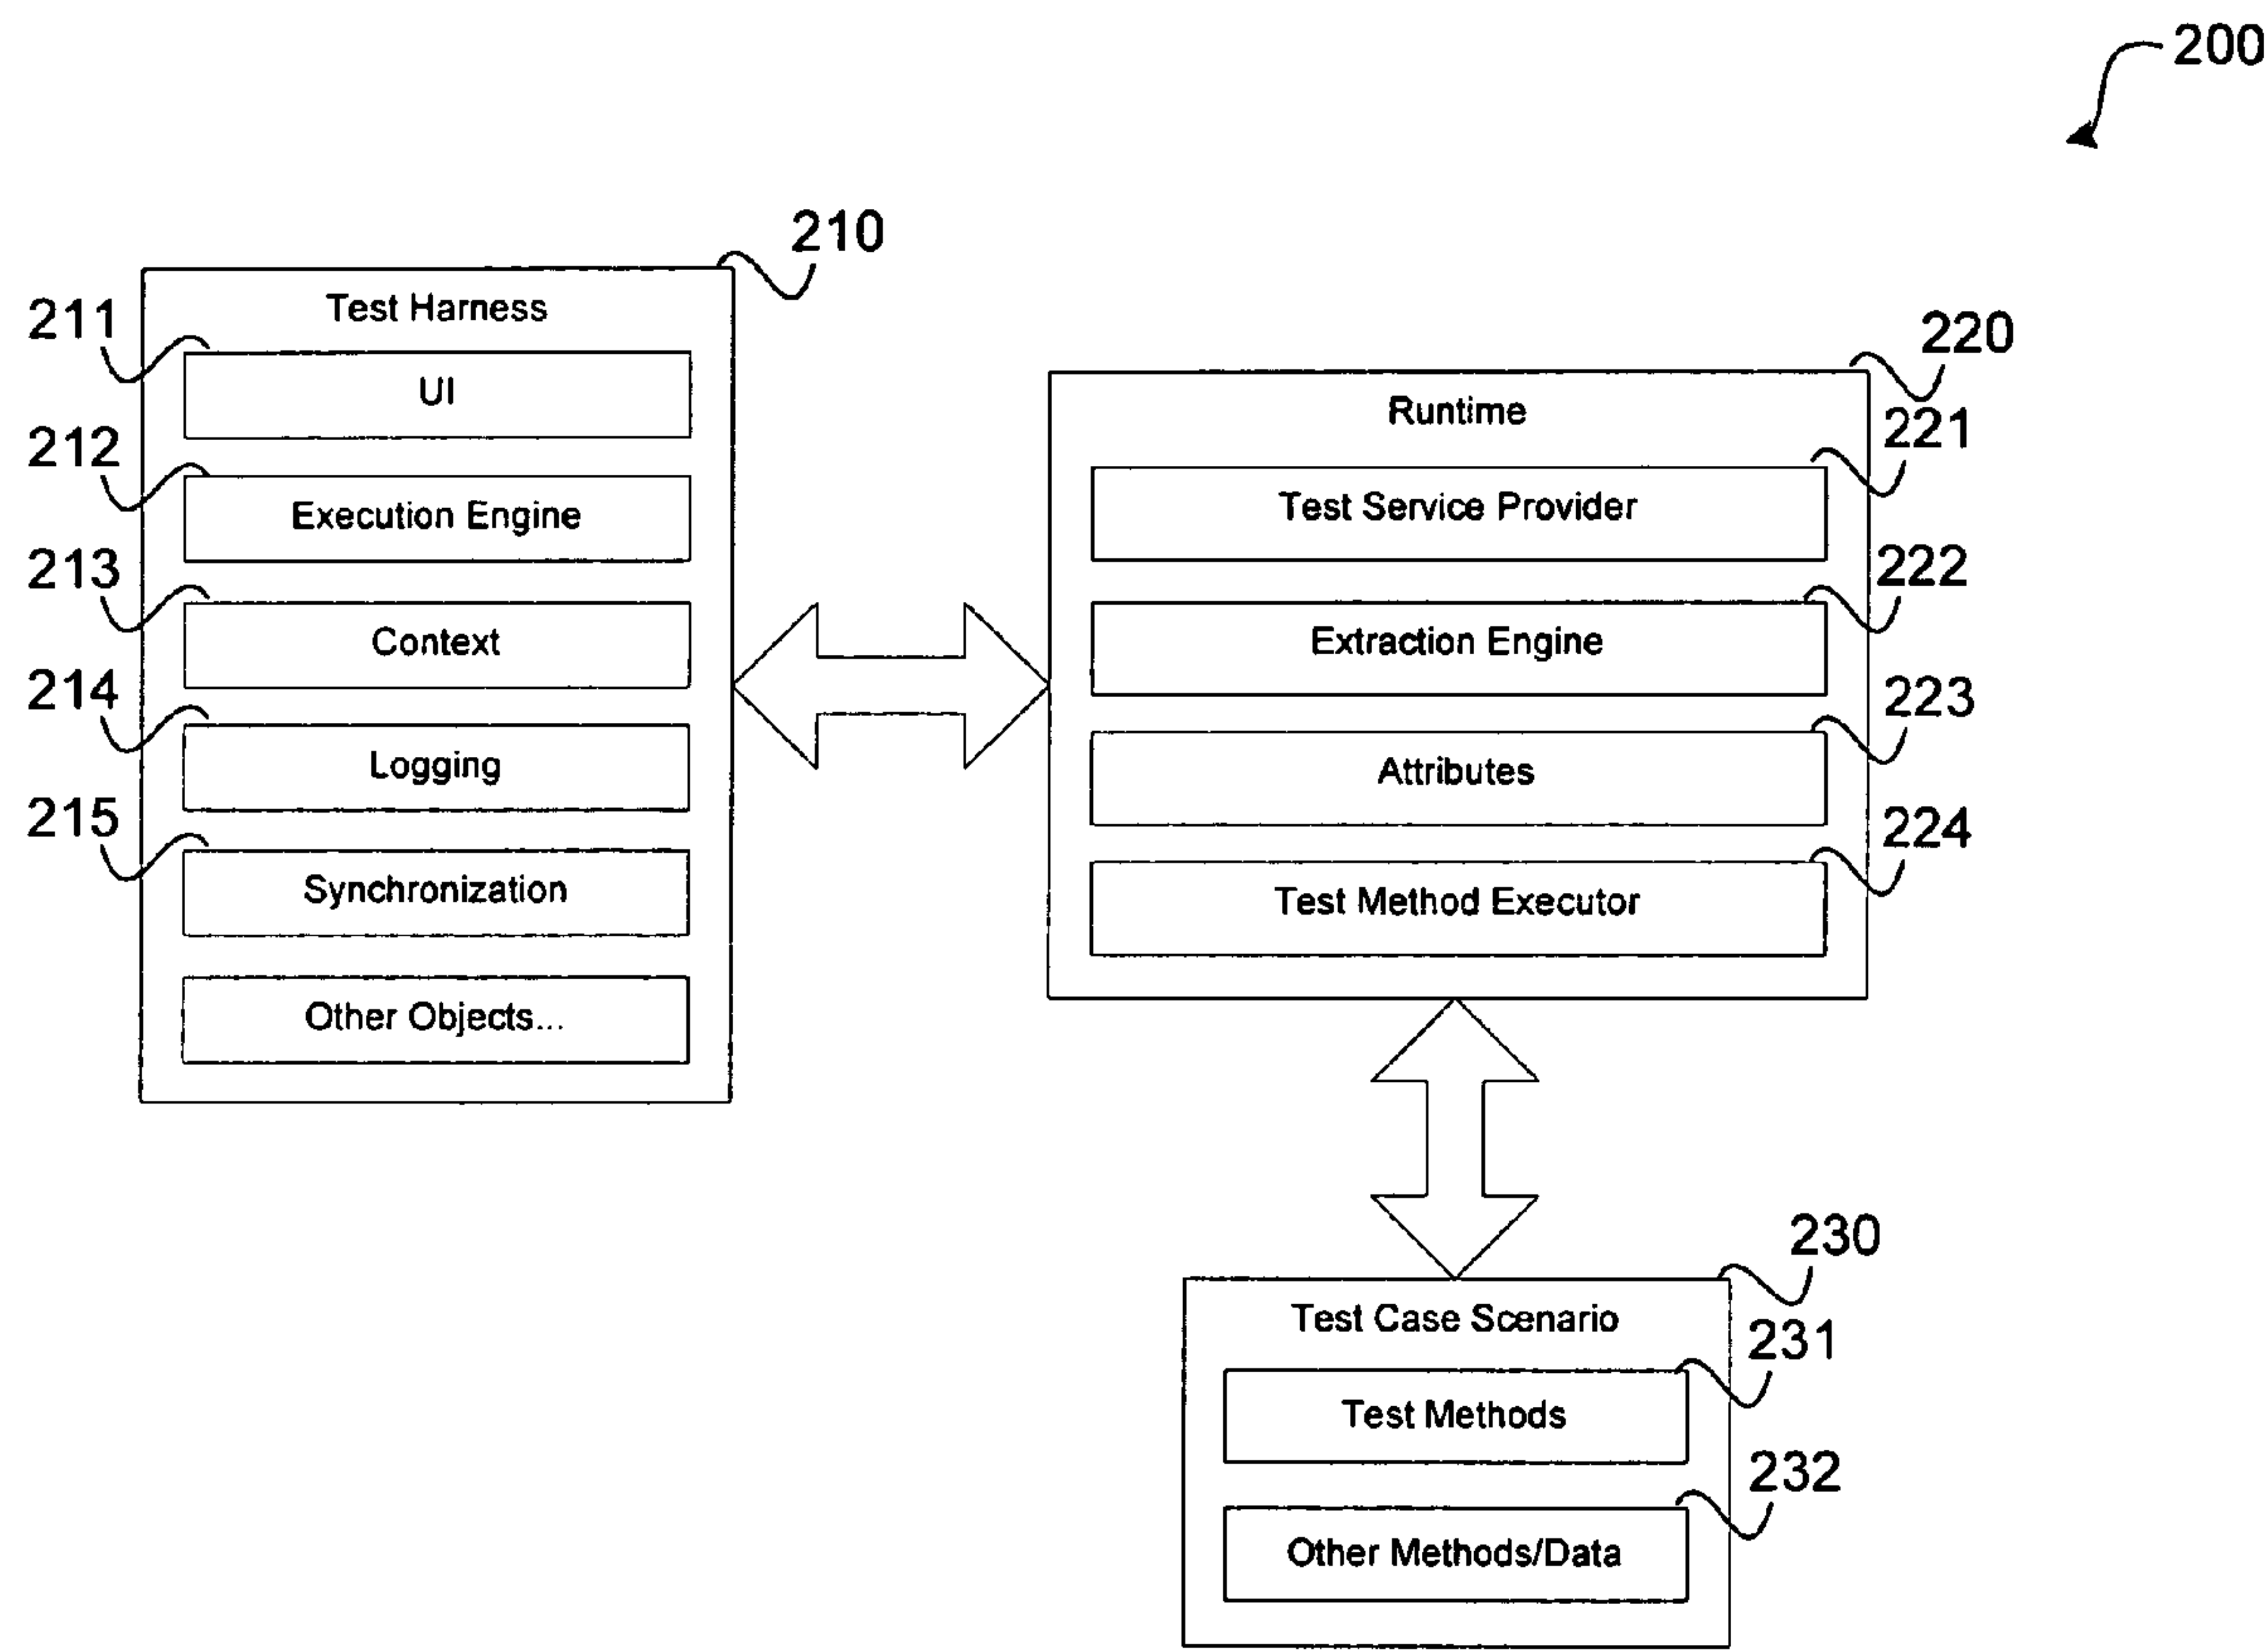 200
210
Test Harness
211
UI
212
Execution Engine
213
Context
214
Logging
215
Synchronization
Other Objects...
220
Runtime
221
Test Service Provider
222
Extraction Engine
223
Attributes
224
Test Method Executor
230
Test Case Scenario
231
Test Methods
232
Other Methods/Data